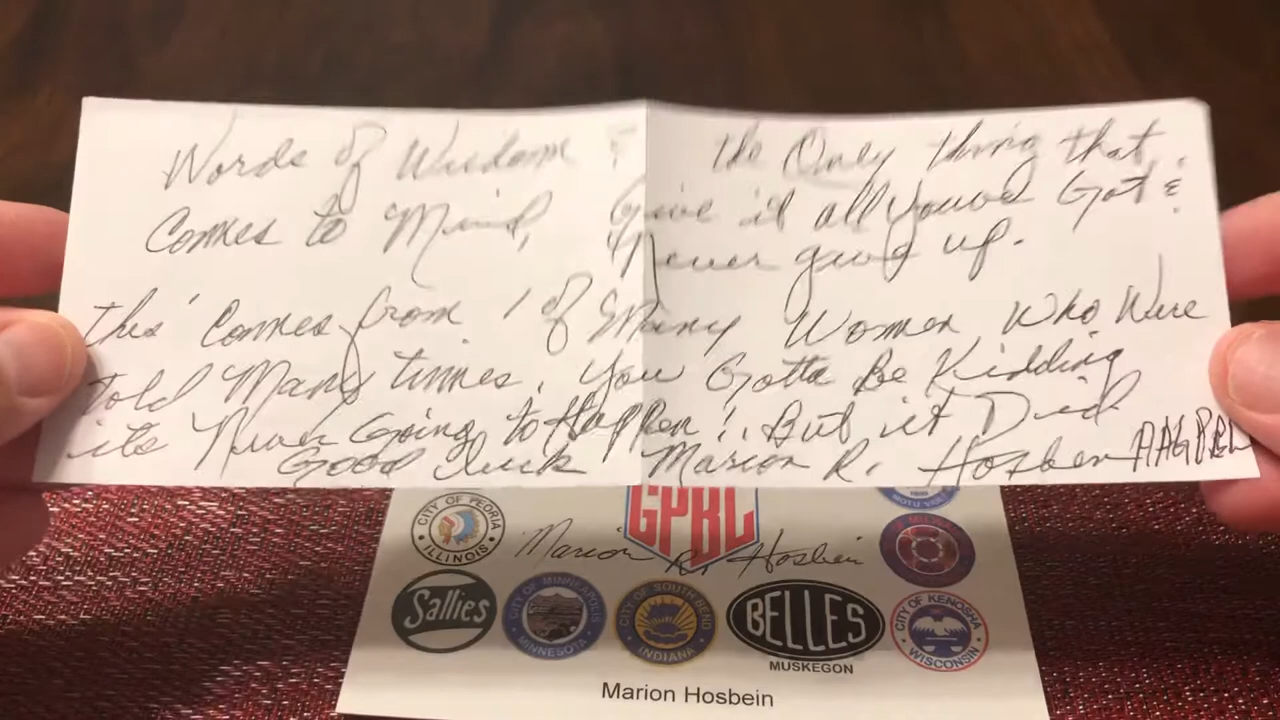 Words of Wisdom & the Only thing that
Comes to Mind, Give it all You've Got &
Never give up.
this Comes from 1 of Many Women Who Were
told Many times, You Gotta Be Kidding
its Never Going to Happen!. But it Did.
Good Luck Marion R. Hosbein AAGPBL
CITY OF PEORIA
ILLINOIS
GPBL
Marion R. Hosbein
Sallies
CITY OF MINNEAPOLIS
MINNESOTA
CITY OF SOUTH BEND
INDIANA
BELLES
MUSKEGON
CITY OF KENOSHA
WISCONSIN
Marion Hosbein